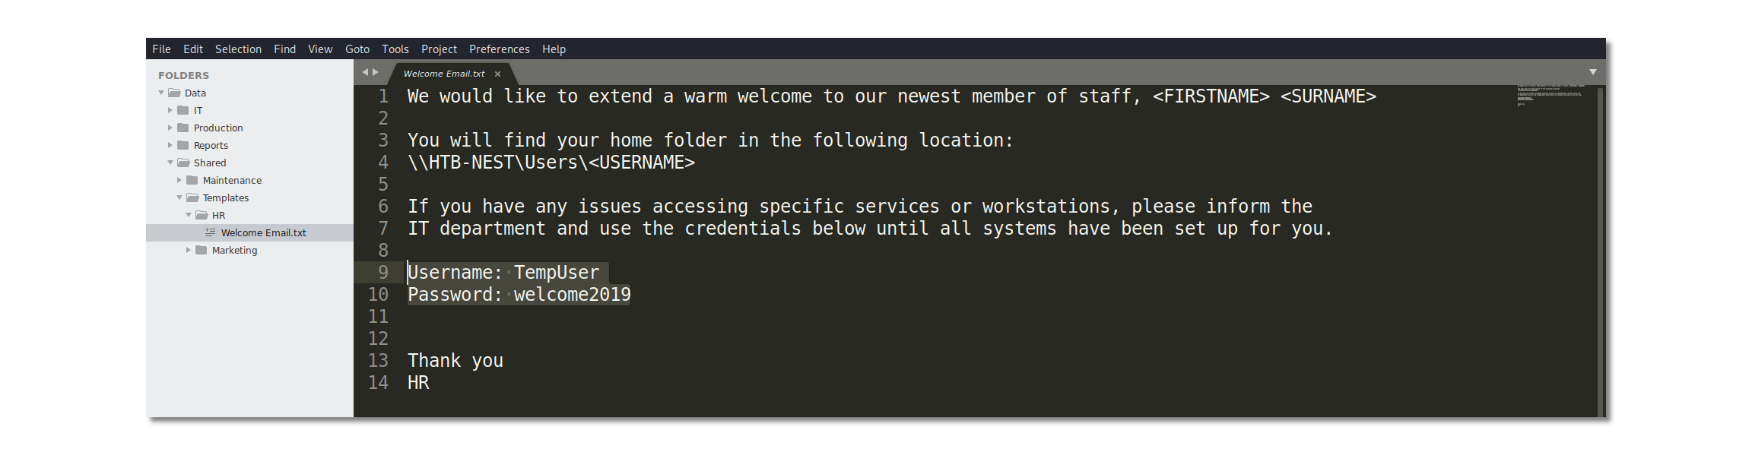 File Edit Selection Find View Goto Tools Project Preferences Help
FOLDERS
Data
IT
Production
Reports
Shared
Maintenance
Templates
HR
Welcome Email.txt
Marketing
Welcome Email.txt ×
1 We would like to extend a warm welcome to our newest member of staff, <FIRSTNAME> <SURNAME>
2
3 You will find your home folder in the following location:
4 \\HTB-NEST\Users\<USERNAME>
5
6 If you have any issues accessing specific services or workstations, please inform the
7 IT department and use the credentials below until all systems have been set up for you.
8
9 Username: TempUser
10 Password: welcome2019
11
12
13 Thank you
14 HR